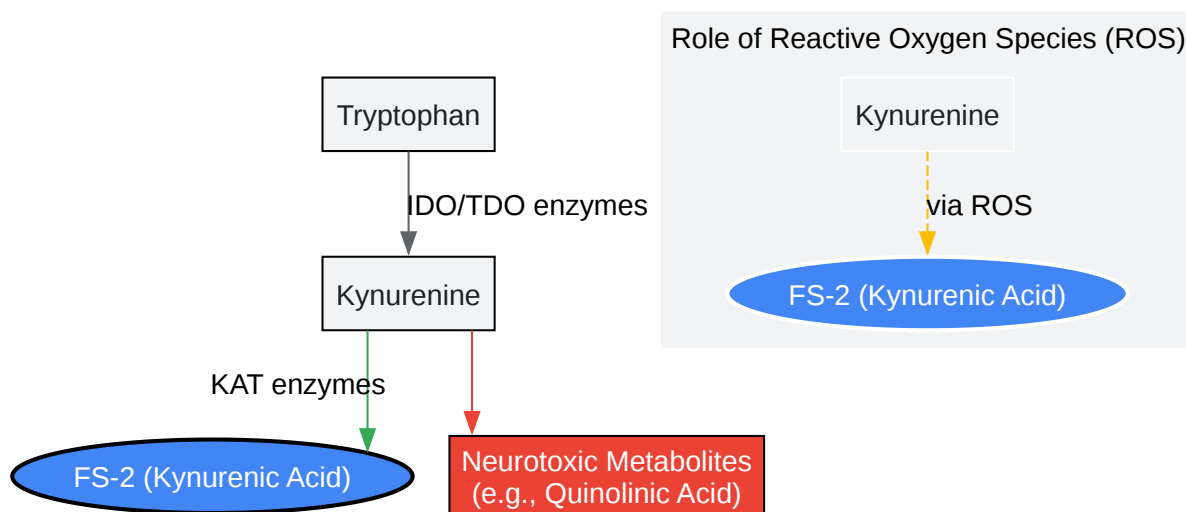 Role of Reactive Oxygen Species (ROS)
Tryptophan
Kynurenine
IDO/TDO enzymes
via ROS
Kynurenine
FS-2 (Kynurenic Acid)
KAT enzymes
FS-2 (Kynurenic Acid)
Neurotoxic Metabolites
(e.g., Quinolinic Acid)